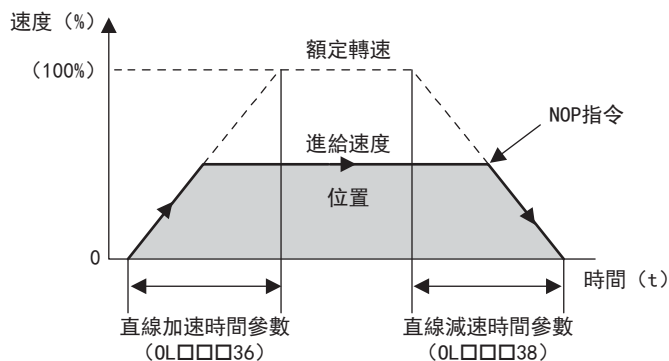 速度（%）
額定轉速
（100%）
NOP指令
進給速度
位置
0
時間（t）
直線加速時間參數
（OL□□□36）
直線減速時間參數
（OL□□□38）